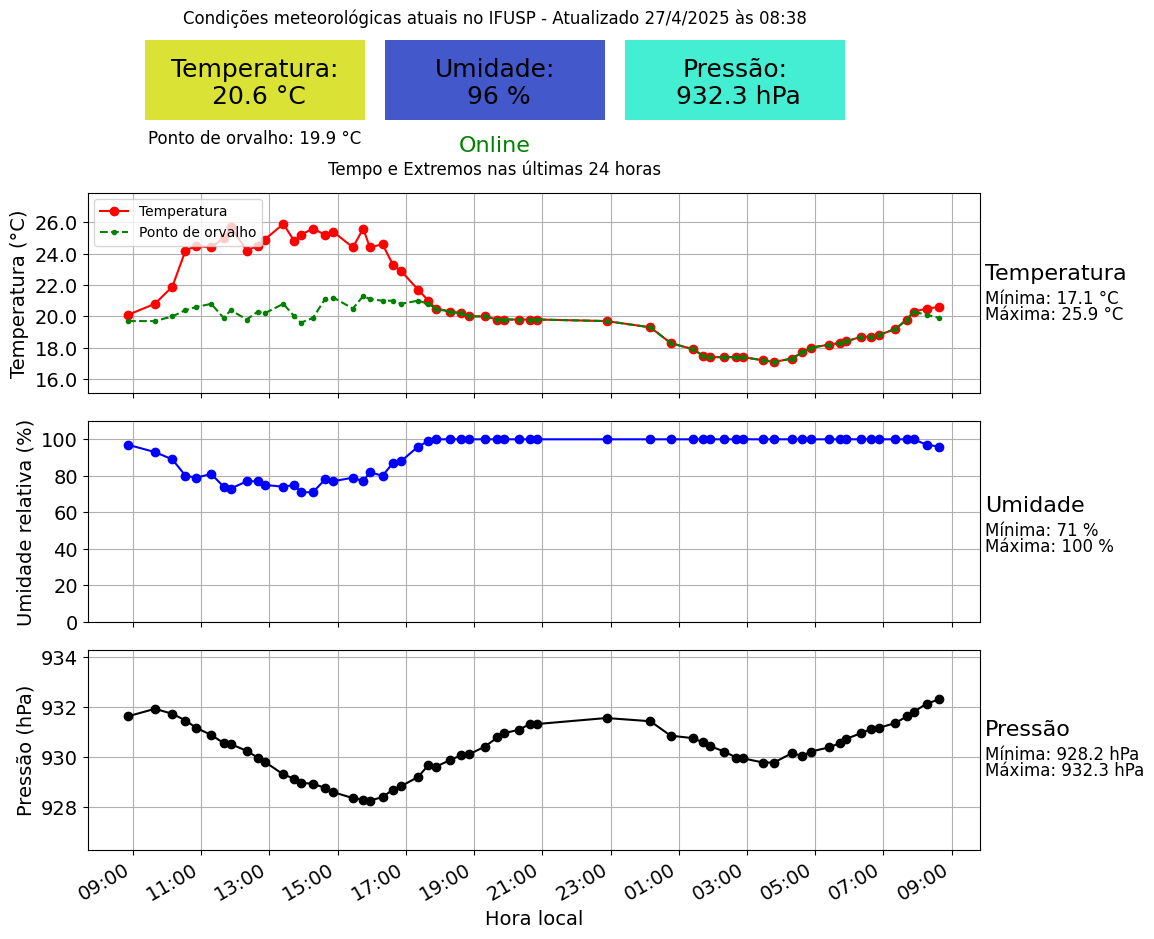 Condições meteorológicas atuais no IFUSP - Atualizado 27/4/2025 às 08:38
Temperatura:
20.6 °C
Umidade:
96 %
Pressão:
932.3 hPa
Ponto de orvalho: 19.9 °C
Online
Tempo e Extremos nas últimas 24 horas
Temperatura (°C)
26.0
24.0
22.0
20.0
18.0
16.0
Temperatura
Ponto de orvalho
Temperatura
Mínima: 17.1 °C
Máxima: 25.9 °C
Umidade relativa (%)
100
80
60
40
20
0
Umidade
Mínima: 71 %
Máxima: 100 %
Pressão (hPa)
934
932
930
928
Pressão
Mínima: 928.2 hPa
Máxima: 932.3 hPa
09:00
11:00
13:00
15:00
17:00
19:00
21:00
23:00
01:00
03:00
05:00
07:00
09:00
Hora local